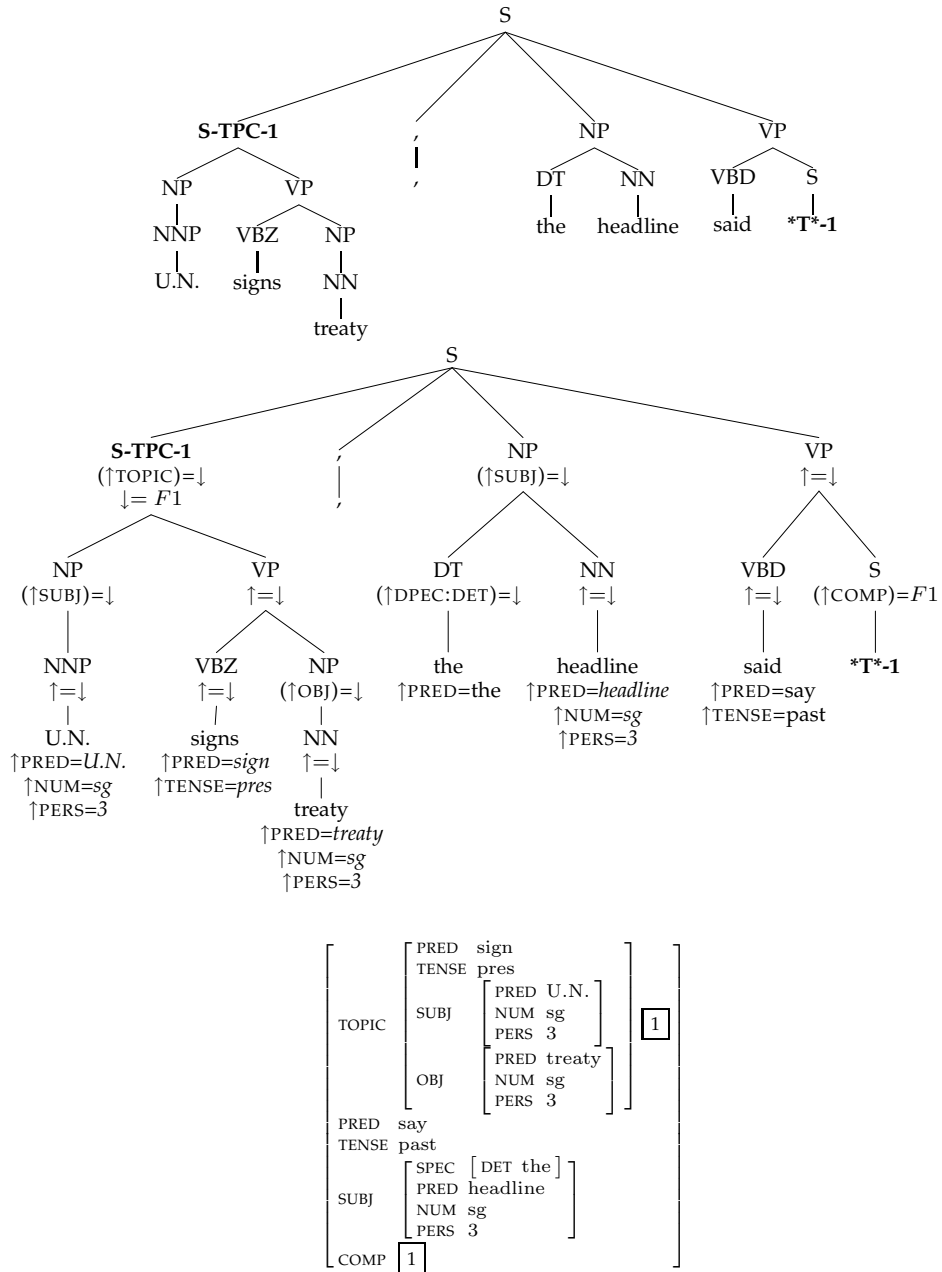 S
S-TPC-1 , NP VP
NP VP , DT NN VBD S
NNP VBZ NP the headline said *T*-1
U.N. signs NN
treaty
S
S-TPC-1 , NP VP
(↑TOPIC)=↓ (↑SUBJ)=↓ ↑=↓
↓= F1 ,
NP VP DT NN VBD S
(↑SUBJ)=↓ ↑=↓ (↑DPEC:DET)=↓ ↑=↓ ↑=↓ (↑COMP)=F1
NNP VBZ NP the headline said *T*-1
↑=↓ ↑=↓ (↑OBJ)=↓ ↑PRED=the ↑PRED=headline ↑PRED=say
↑NUM=sg ↑TENSE=past
U.N. signs NN ↑PERS=3
↑PRED=U.N. ↑PRED=sign ↑=↓
↑NUM=sg ↑TENSE=pres
↑PERS=3 treaty
↑PRED=treaty
↑NUM=sg
↑PERS=3
PRED sign
TENSE pres
PRED U.N.
TOPIC SUBJ NUM sg 1
PERS 3
PRED treaty
OBJ NUM sg
PERS 3
PRED say
TENSE past
SPEC [DET the]
SUBJ PRED headline
NUM sg
PERS 3
COMP 1